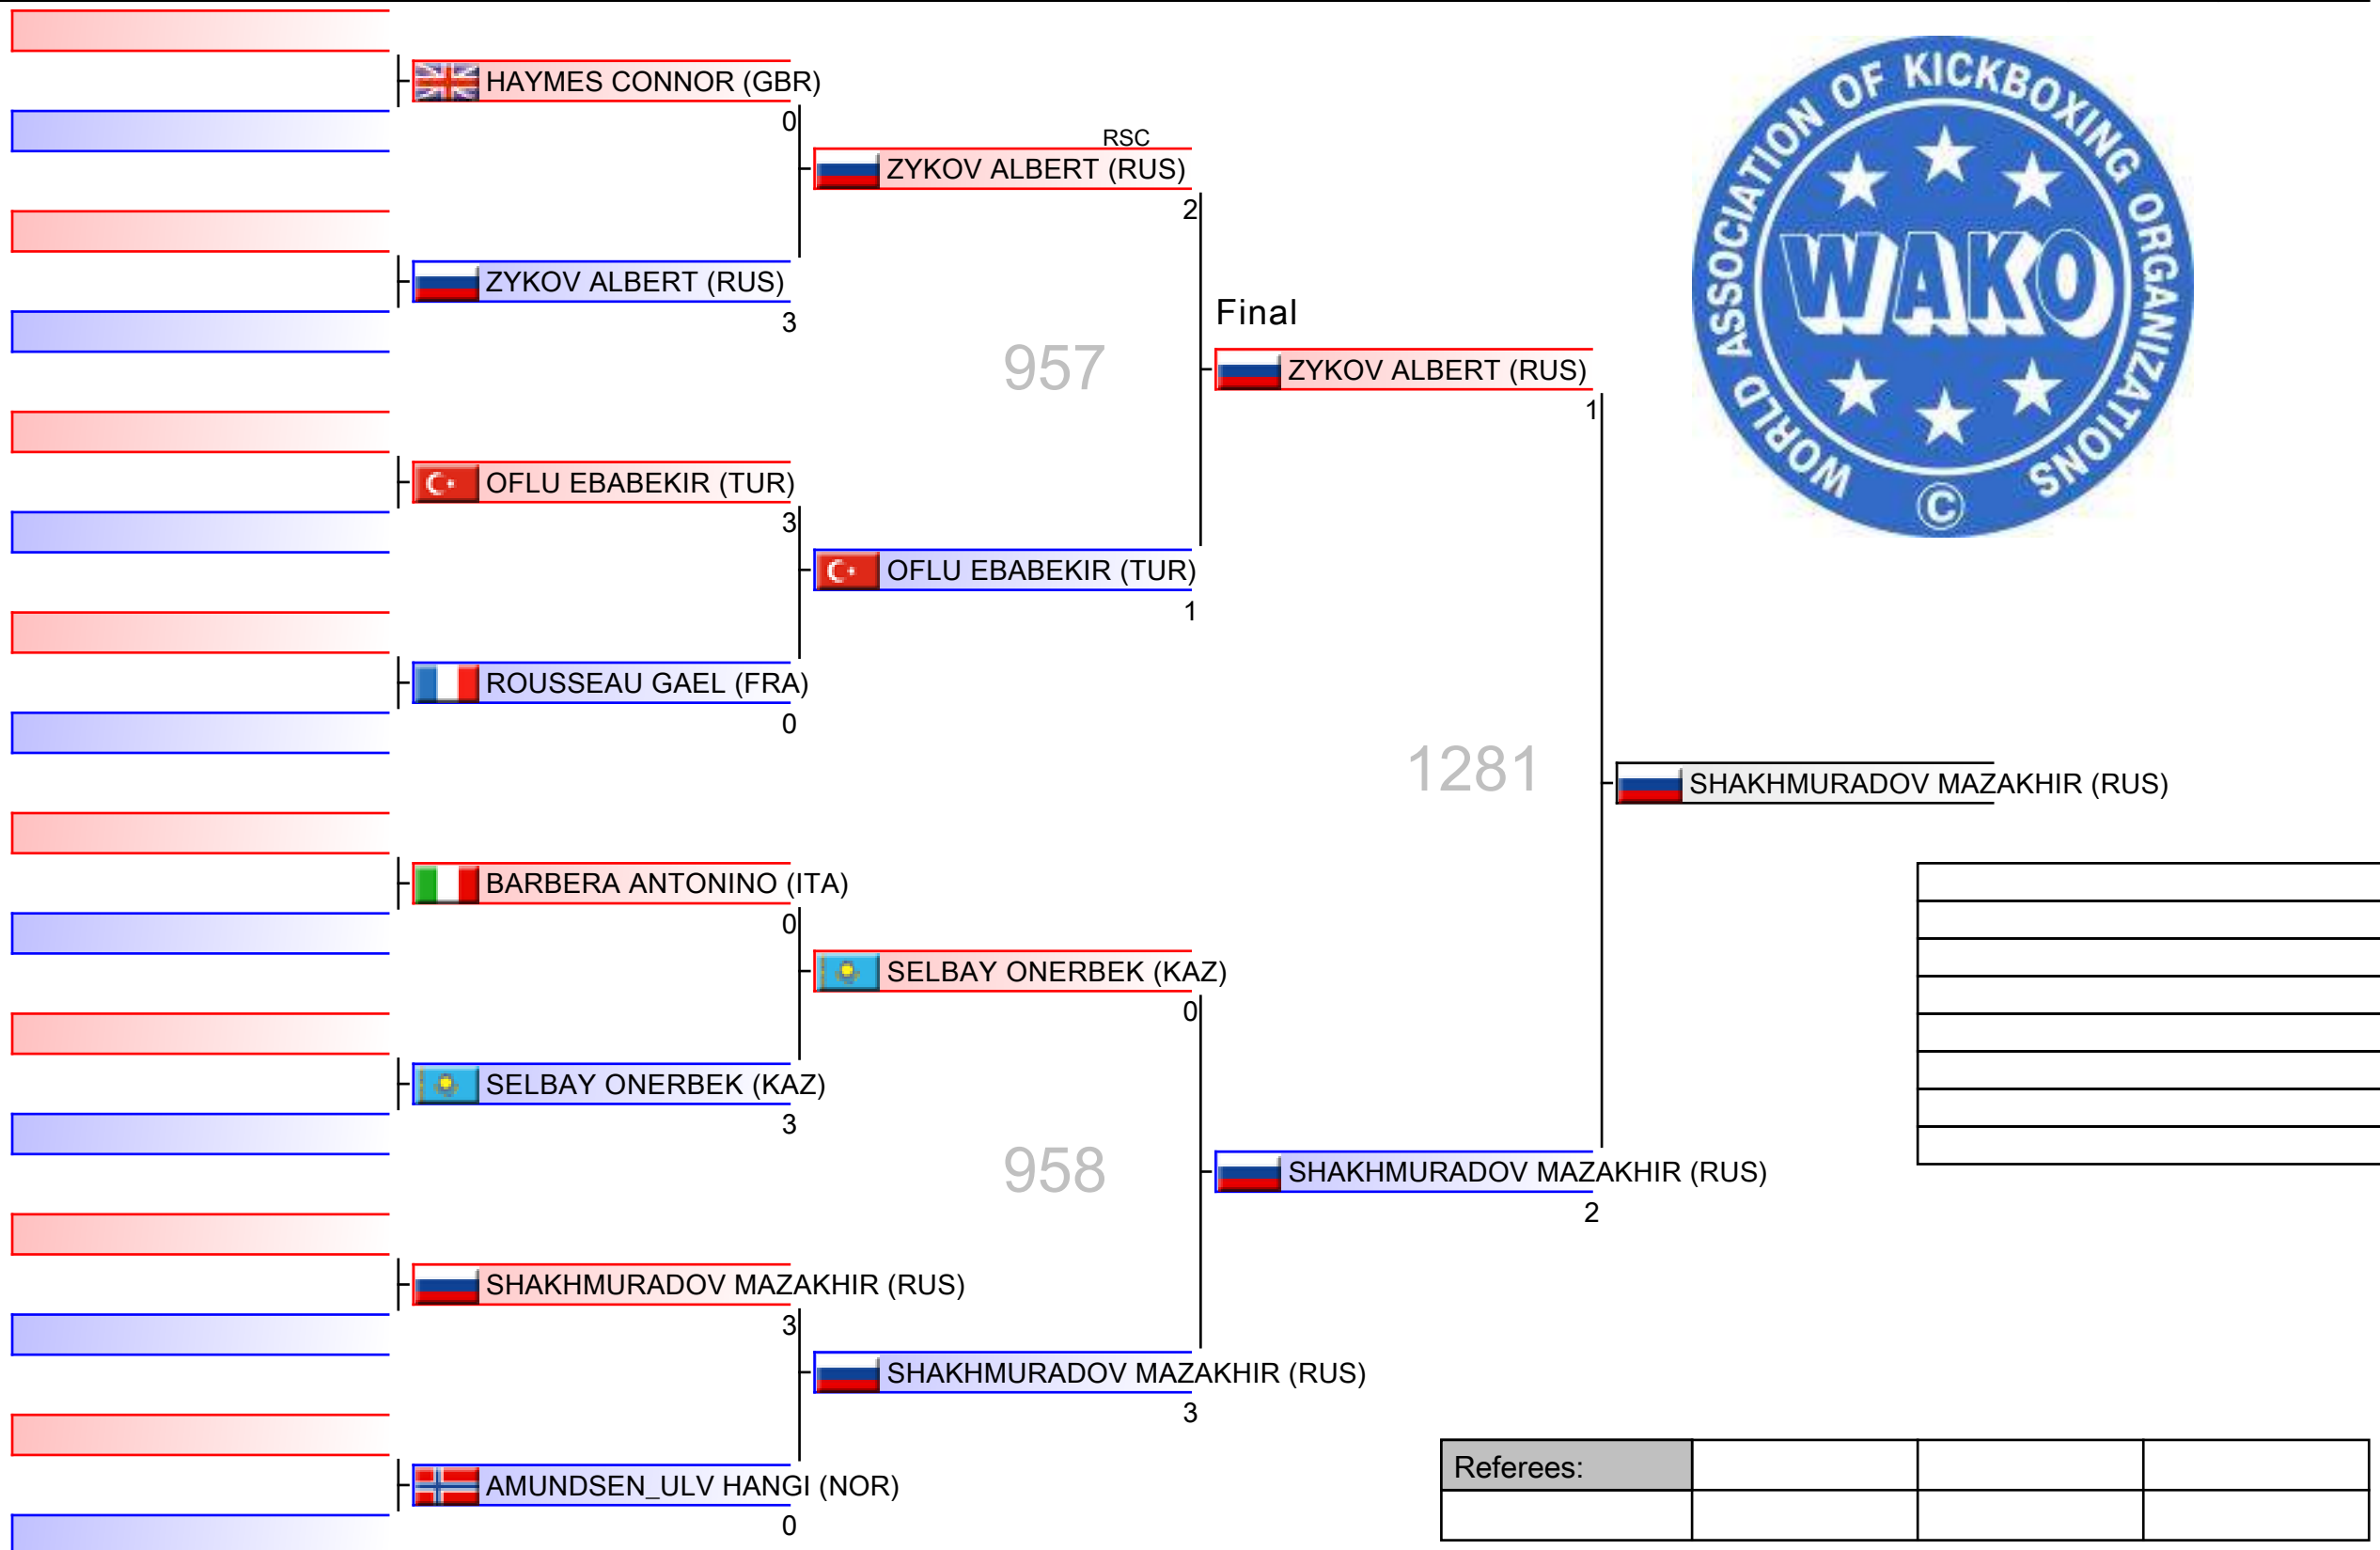 HAYMES CONNOR (GBR)
0
RSC
ZYKOV ALBERT (RUS)
2
ZYKOV ALBERT (RUS)
3
Final
957
ZYKOV ALBERT (RUS)
1
OFLU EBABEKIR (TUR)
3
OFLU EBABEKIR (TUR)
1
ROUSSEAU GAEL (FRA)
0
1281
SHAKHMURADOV MAZAKHIR (RUS)
BARBERA ANTONINO (ITA)
0
SELBAY ONERBEK (KAZ)
0
SELBAY ONERBEK (KAZ)
3
958
SHAKHMURADOV MAZAKHIR (RUS)
2
SHAKHMURADOV MAZAKHIR (RUS)
3
SHAKHMURADOV MAZAKHIR (RUS)
3
AMUNDSEN_ULV HANGI (NOR)
0
WORLD ASSOCIATION OF KICKBOXING ORGANIZATIONS
WAKO
©
Referees: